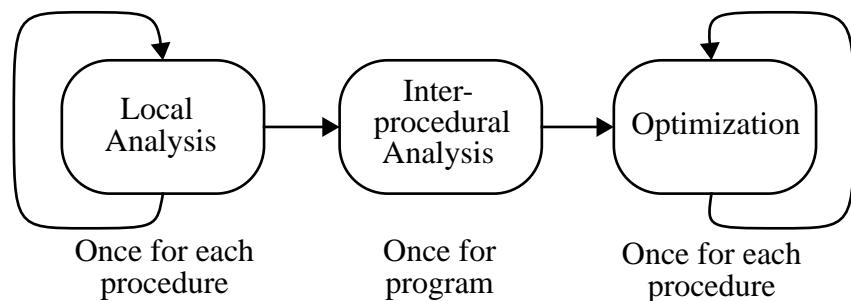 Local
Analysis
Inter-
procedural
Analysis
Optimization
Once for each
procedure
Once for
program
Once for each
procedure